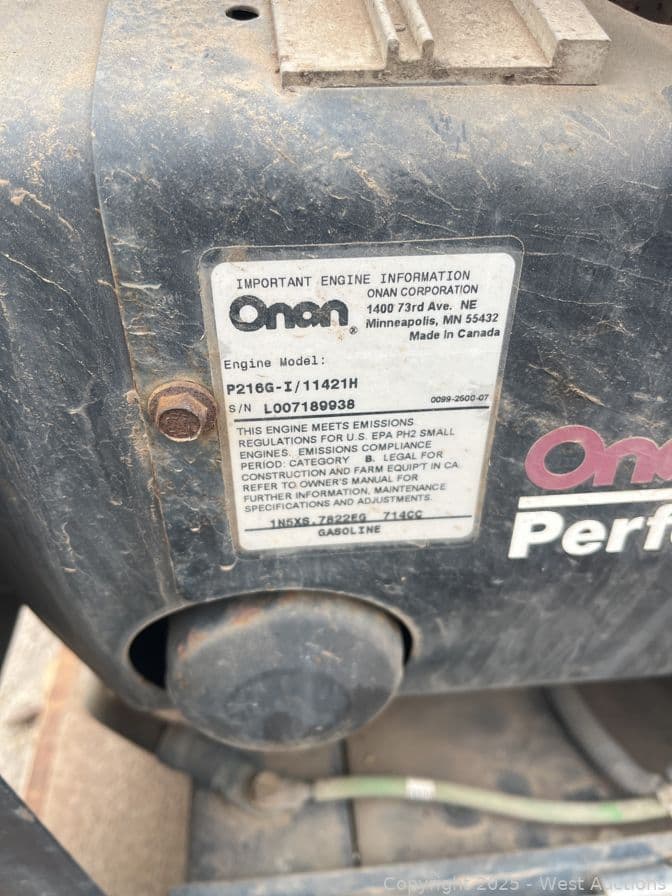 IMPORTANT ENGINE INFORMATION
Onan ®
ONAN CORPORATION
1400 73rd Ave. NE
Minneapolis, MN 55432
Made in Canada
Engine Model:
P216G-I/11421H
S/N L007189938
0099-2500-07
THIS ENGINE MEETS EMISSIONS
REGULATIONS FOR U.S. EPA PH2 SMALL
ENGINES. EMISSIONS COMPLIANCE
PERIOD: CATEGORY B. LEGAL FOR
CONSTRUCTION AND FARM EQUIP'T IN CA.
REFER TO OWNER'S MANUAL FOR
FURTHER INFORMATION, MAINTENANCE
SPECIFICATIONS AND ADJUSTMENTS.
1N5XS.7822EG 714CC
GASOLINE
Ona
Perf
Copyright 2025 - West Auctions